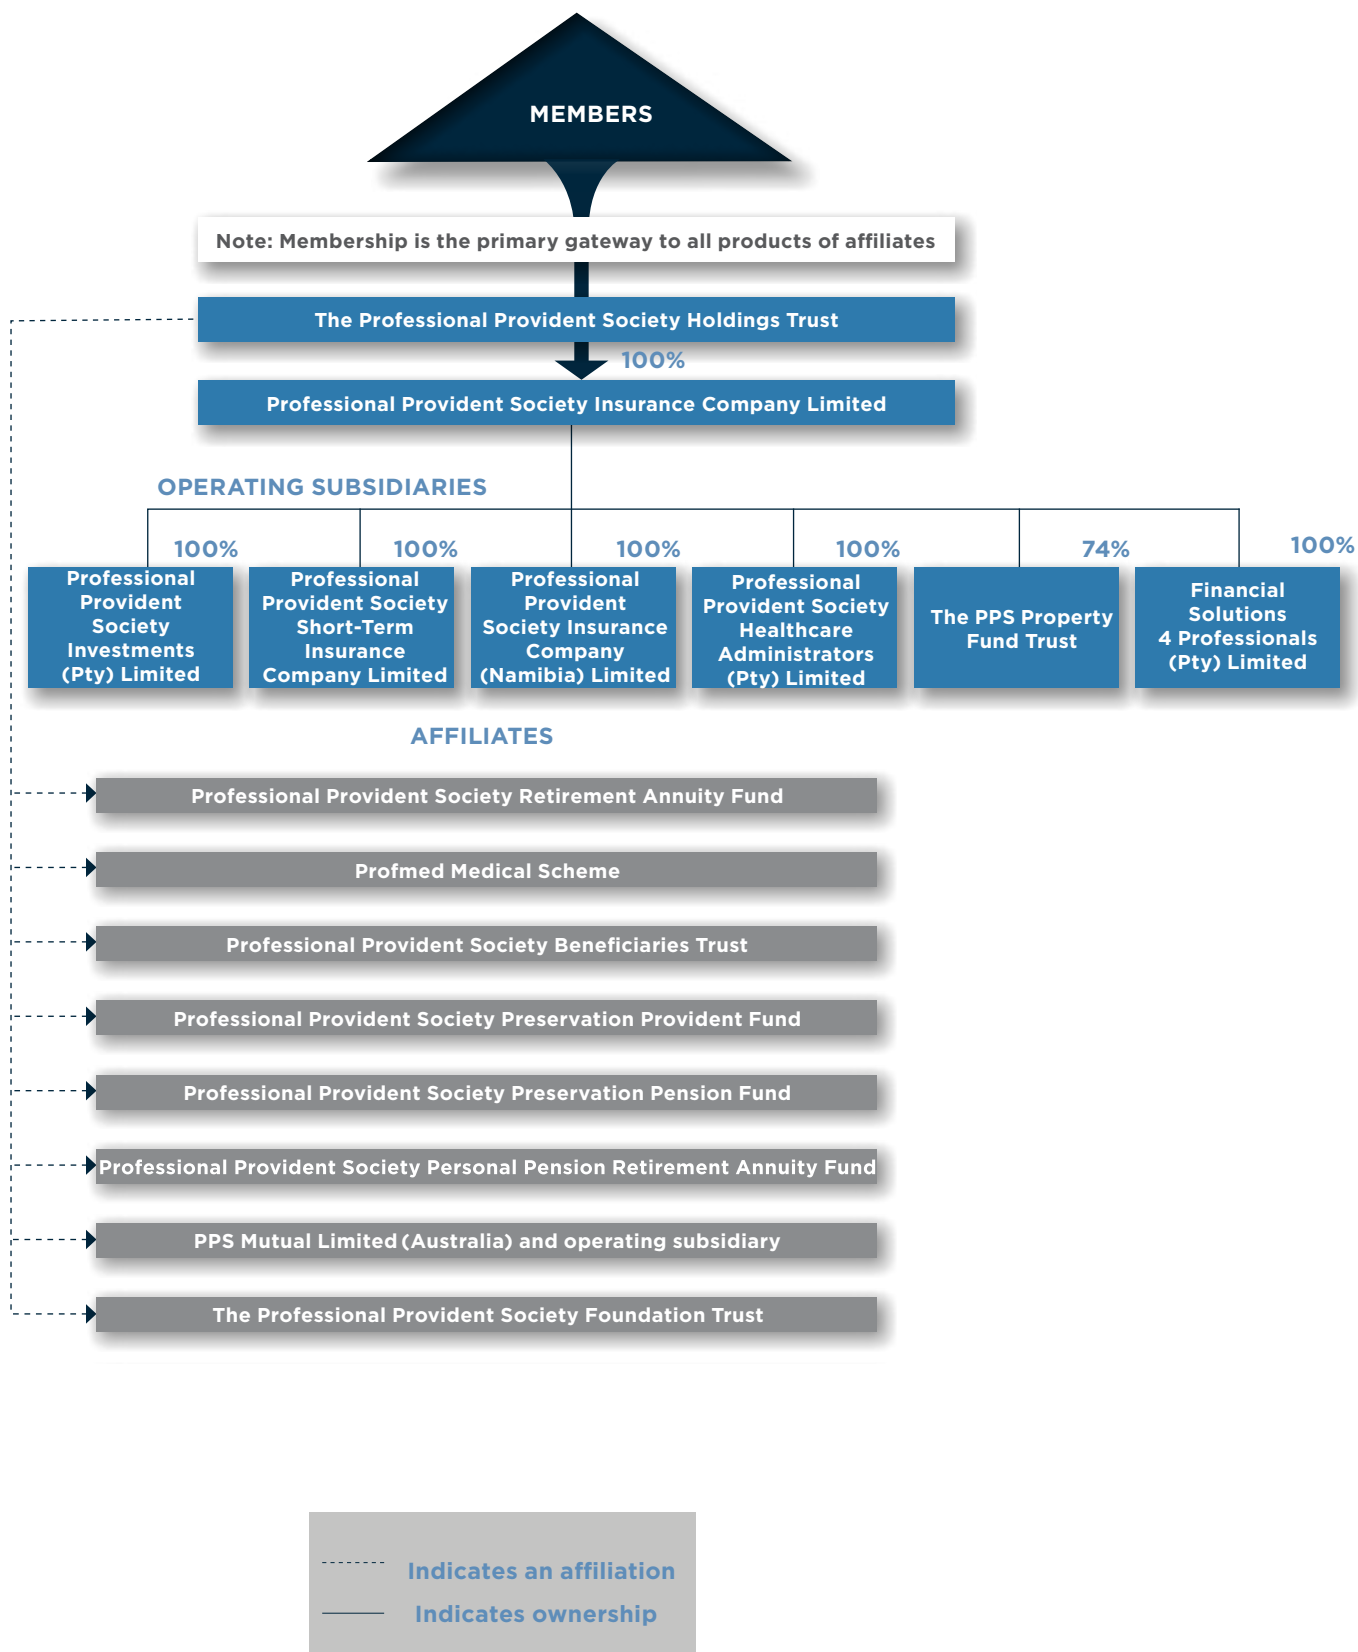 MEMBERS
Note: Membership is the primary gateway to all products of affiliates
The Professional Provident Society Holdings Trust
100%
Professional Provident Society Insurance Company Limited
OPERATING SUBSIDIARIES
100%
Professional
Provident
Society
Investments
(Pty) Limited
100%
Professional
Provident Society
Short-Term
Insurance
Company Limited
100%
Professional
Provident
Society Insurance
Company
(Namibia) Limited
100%
Professional
Provident Society
Healthcare
Administrators
(Pty) Limited
74%
The PPS Property
Fund Trust
100%
Financial
Solutions
4 Professionals
(Pty) Limited
AFFILIATES
Professional Provident Society Retirement Annuity Fund
Profmed Medical Scheme
Professional Provident Society Beneficiaries Trust
Professional Provident Society Preservation Provident Fund
Professional Provident Society Preservation Pension Fund
Professional Provident Society Personal Pension Retirement Annuity Fund
PPS Mutual Limited (Australia) and operating subsidiary
The Professional Provident Society Foundation Trust
Indicates an affiliation
Indicates ownership